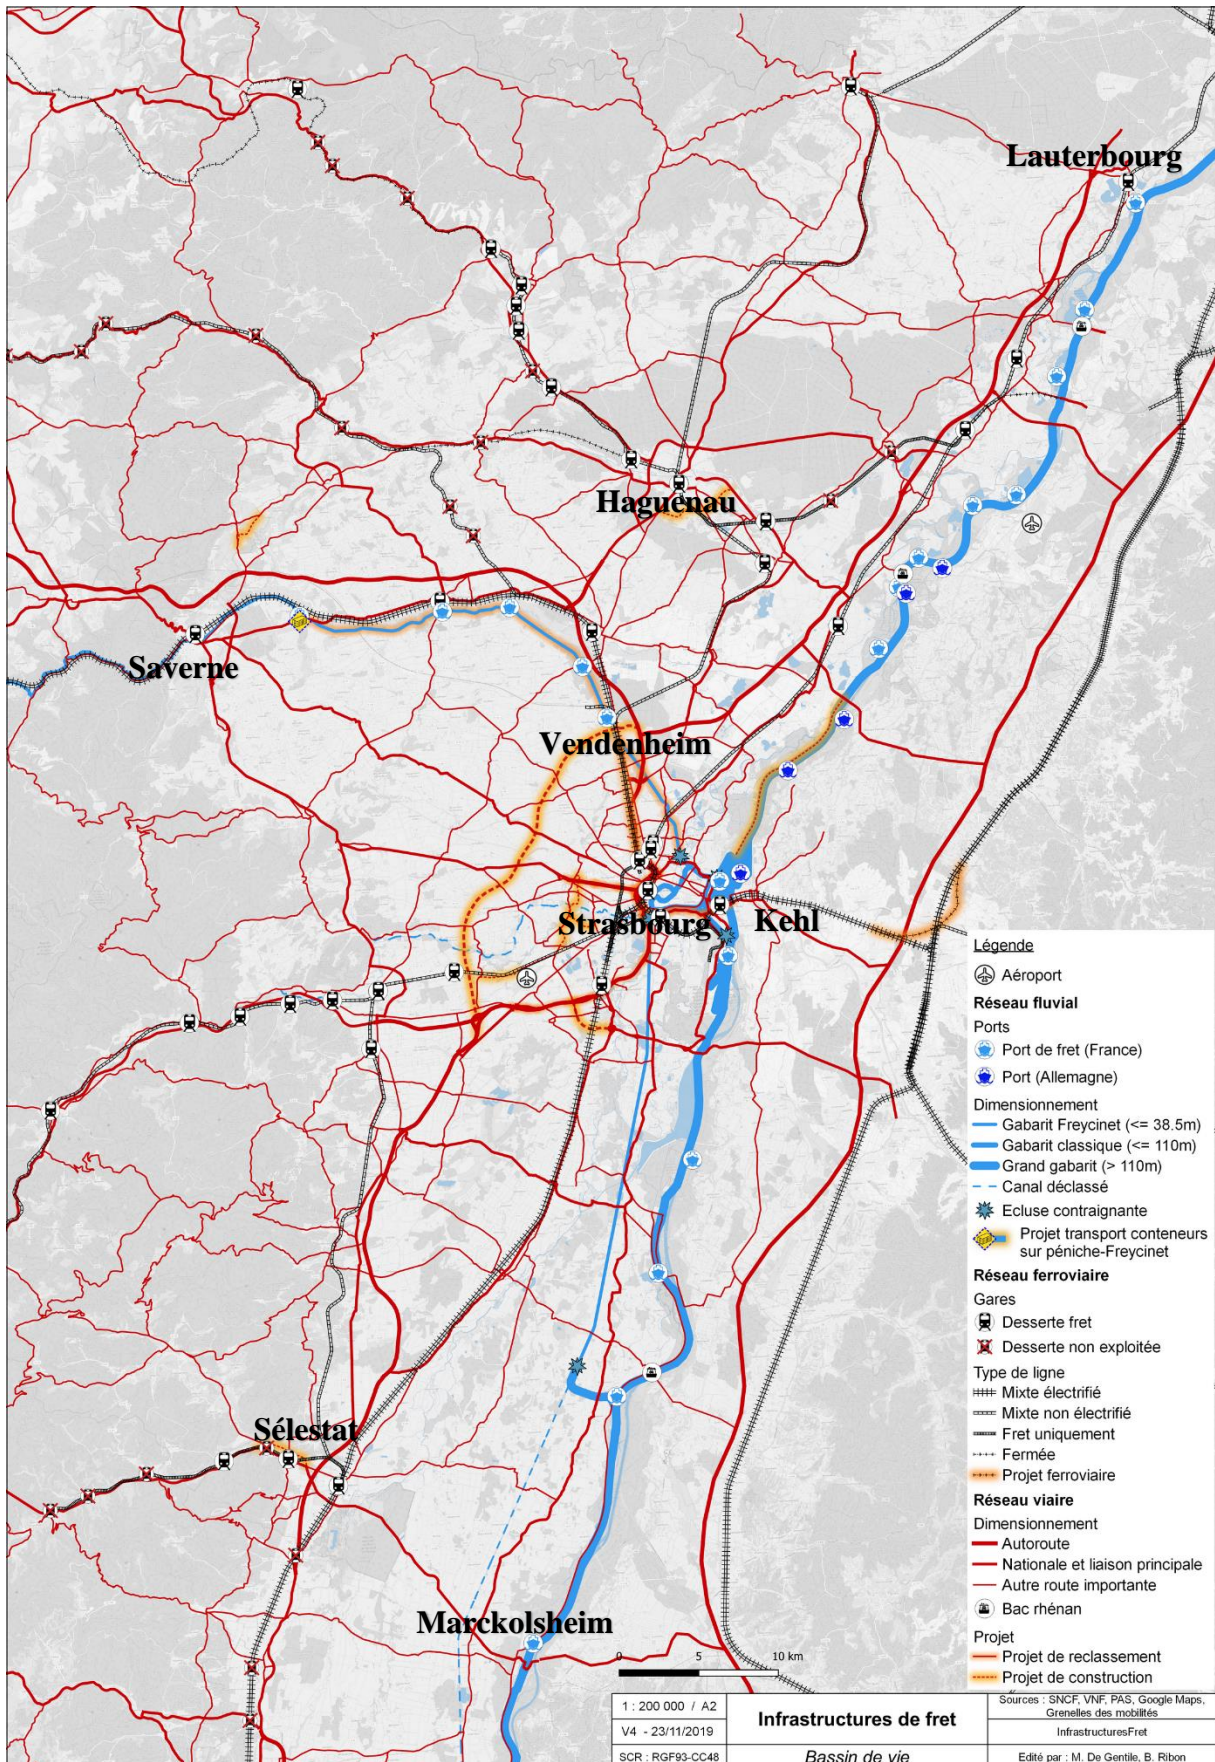 Lauterbourg
Haguenau
Saverne
Vendenheim
Strasbourg
Kehl
Sélestat
Marckolsheim
Légende
Aéroport
Réseau fluvial
Ports
Port de fret (France)
Port (Allemagne)
Dimensionnement
Gabarit Freycinet (<= 38.5m)
Gabarit classique (<= 110m)
Grand gabarit (> 110m)
Canal déclassé
Ecluse contraignante
Projet transport conteneurs
sur péniche-Freycinet
Réseau ferroviaire
Gares
Desserte fret
Desserte non exploitée
Type de ligne
Mixte électrifié
Mixte non électrifié
Fret uniquement
Fermée
Projet ferroviaire
Réseau viaire
Dimensionnement
Autoroute
Nationale et liaison principale
Autre route importante
Bac rhénan
Projet
Projet de reclassement
Projet de construction
0 5 10 km
1 : 200 000 / A2
V4 - 23/11/2019
SCR : RGF93-CC48
Infrastructures de fret
Bassin de vie
Sources : SNCF, VNF, PAS, Google Maps,
Grenelles des mobilités
InfrastructuresFret
Edité par : M. De Gentile, B. Ribon